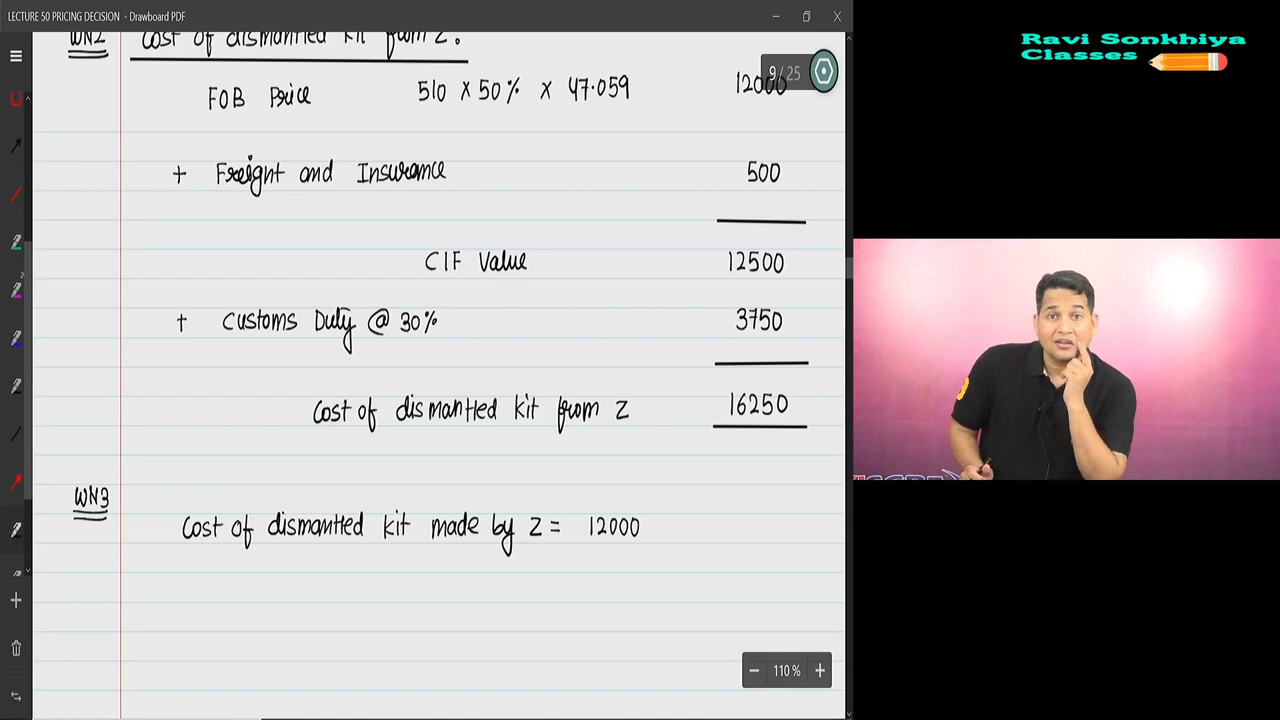 LECTURE 50 PRICING DECISION - Drawboard PDF
Ravi Sonkhiya
Classes
WN2 Cost of dismantled kit from Z.
9 / 25
FOB Price 510 x 50% x 47.059 12000
+ Freight and Insurance 500
CIF Value 12500
+ Customs Duty @ 30% 3750
Cost of dismantled kit from Z 16250
WN3
Cost of dismantled kit made by Z = 12000
110 %